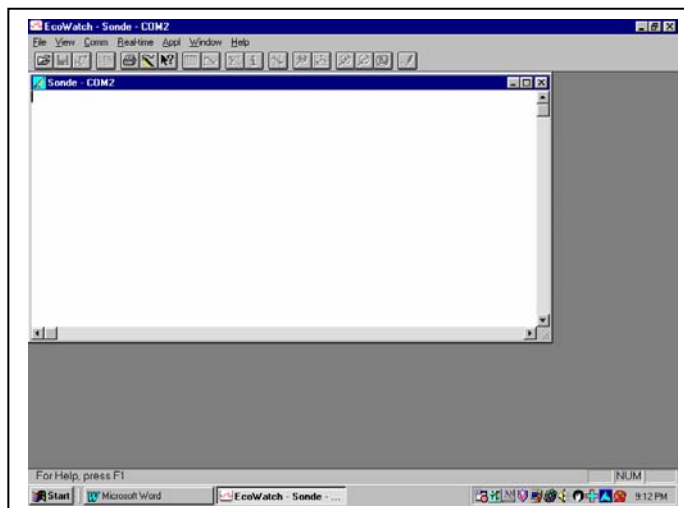 EcoWatch - Sonde - COM2
File View Comm Real-time Appl Window Help
Sonde - COM2
For Help, press F1 NUM
Start Microsoft Word EcoWatch - Sonde - ... 9:12 PM